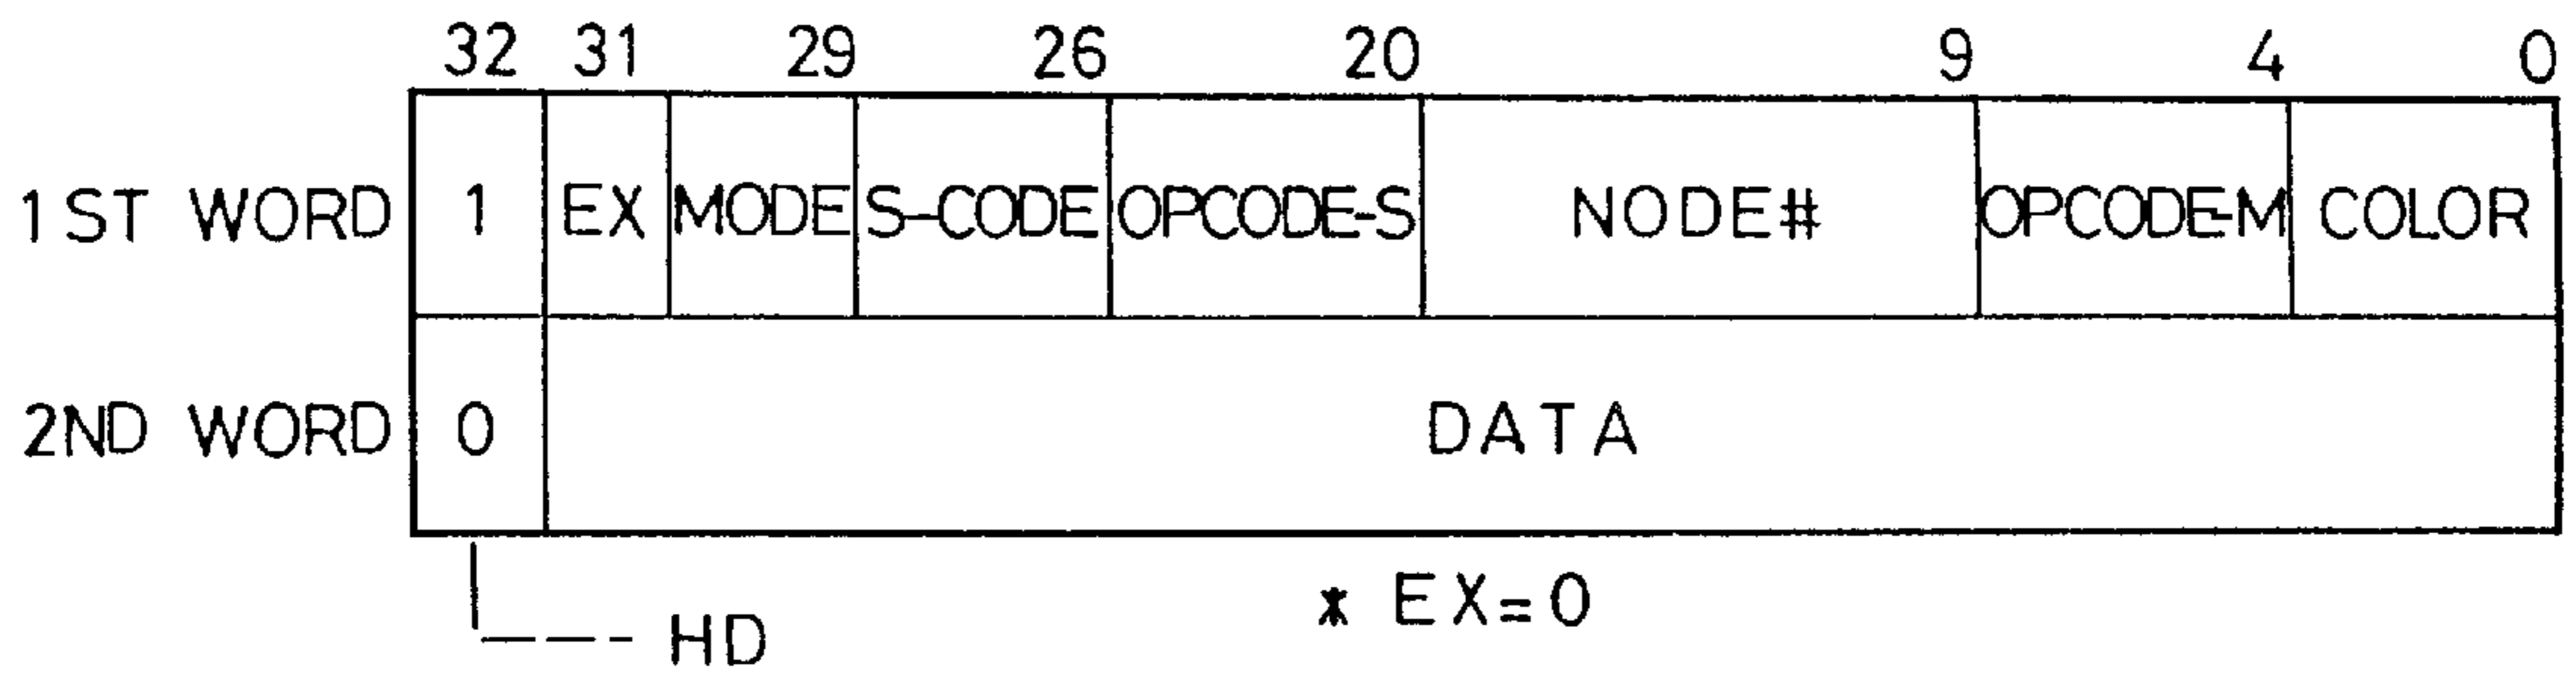 32 31 29 26 20 9 4 0
1ST WORD 1 EX MODE S-CODE OPCODE-S NODE# OPCODE-M COLOR
2ND WORD 0 DATA
* EX=0
HD